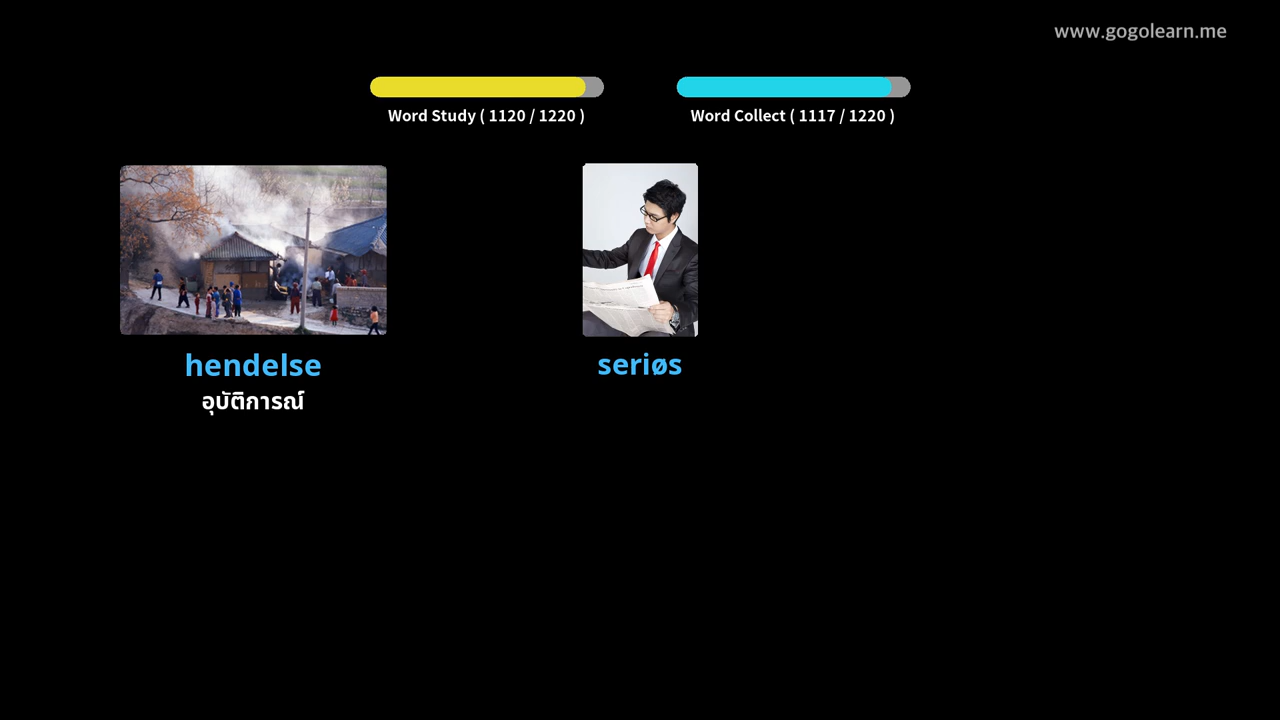 www.gogolearn.me
Word Study ( 1120 / 1220 )
Word Collect ( 1117 / 1220 )
hendelse
อุบัติการณ์
seriøs